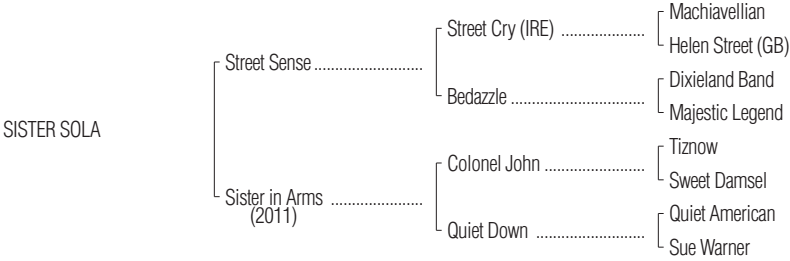 Machiavellian
Street Cry (IRE) ......................
Helen Street (GB)
Street Sense ............................
Dixieland Band
Bedazzle ...................................
Majestic Legend
SISTER SOLA
Tiznow
Colonel John ..........................
Sweet Damsel
Sister in Arms ........................
(2011)
Quiet American
Quiet Down ............................
Sue Warner